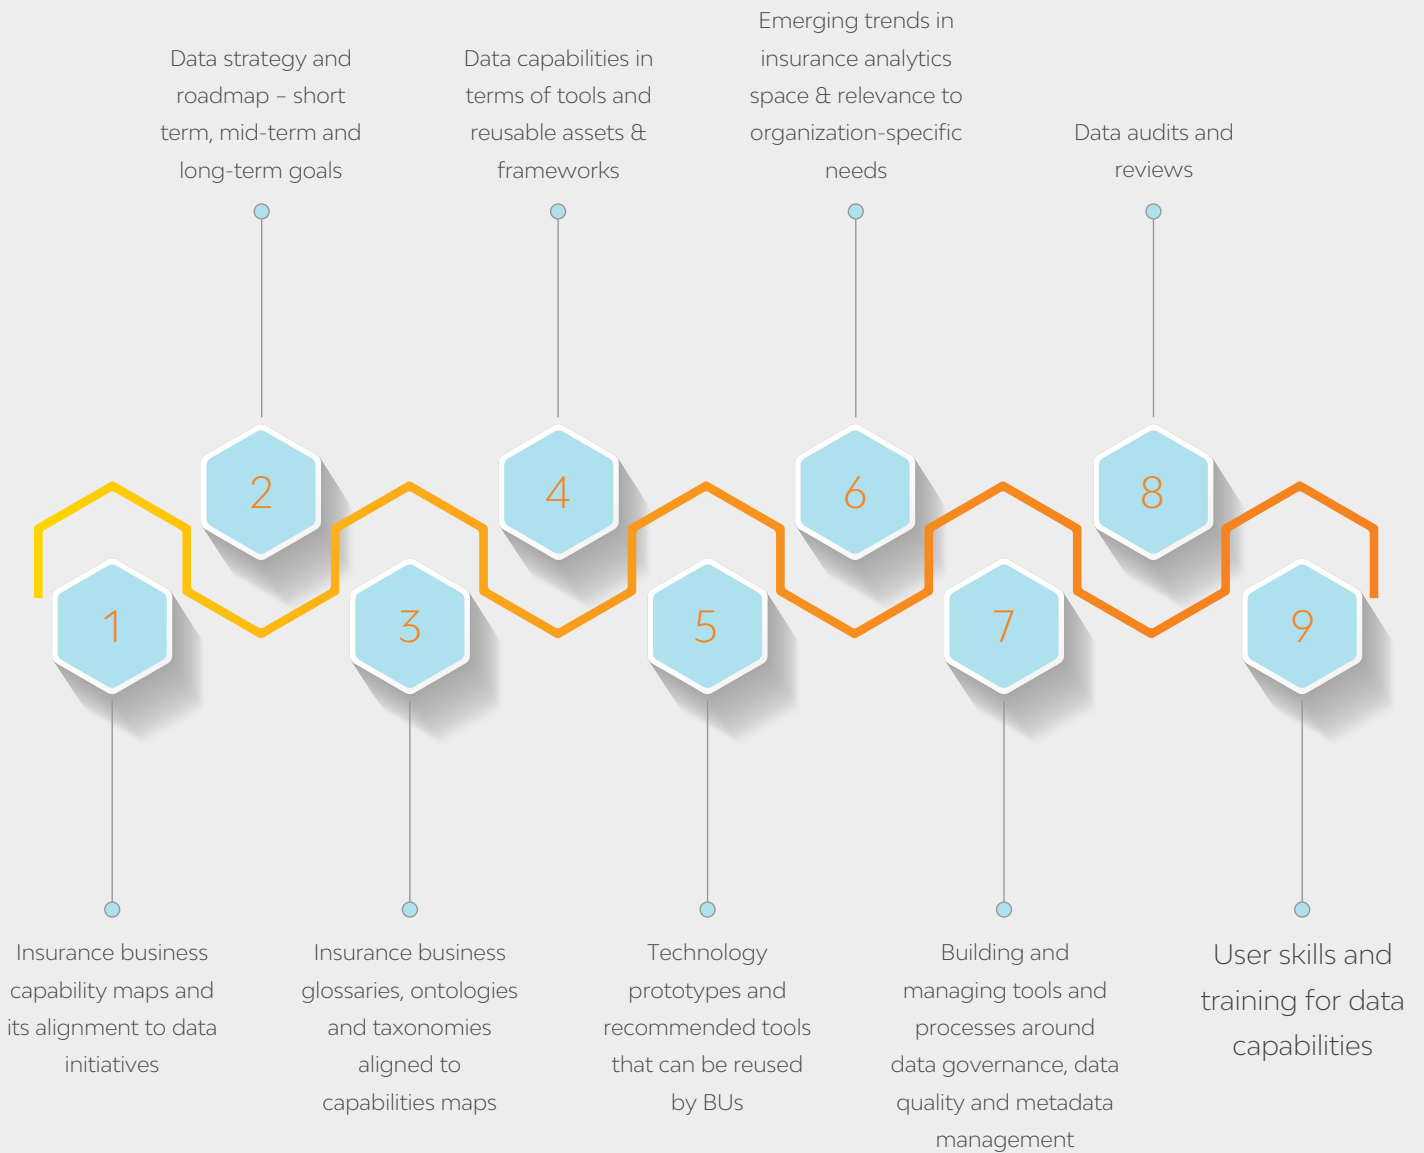 Data strategy and
roadmap – short
term, mid-term and
long-term goals
Data capabilities in
terms of tools and
reusable assets &
frameworks
Emerging trends in
insurance analytics
space & relevance to
organization-specific
needs
Data audits and
reviews
2
4
6
8
1
3
5
7
9
Insurance business
capability maps and
its alignment to data
initiatives
Insurance business
glossaries, ontologies
and taxonomies
aligned to
capabilities maps
Technology
prototypes and
recommended tools
that can be reused
by BUs
Building and
managing tools and
processes around
data governance, data
quality and metadata
management
User skills and
training for data
capabilities